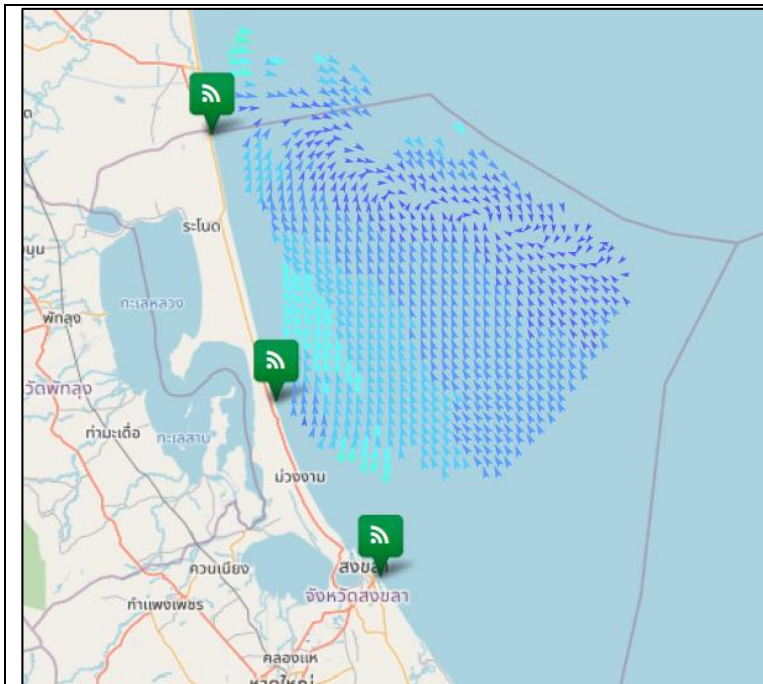 ระโนด
ทะเลหลวง
พัทลุง
วัดพัทลุง
ท่ามะเดื่อ
ทะเลสาบ
ม่วงงาม
ควนเนียง
สงขลา
จังหวัดสงขลา
กำแพงเพชร
คลองแห